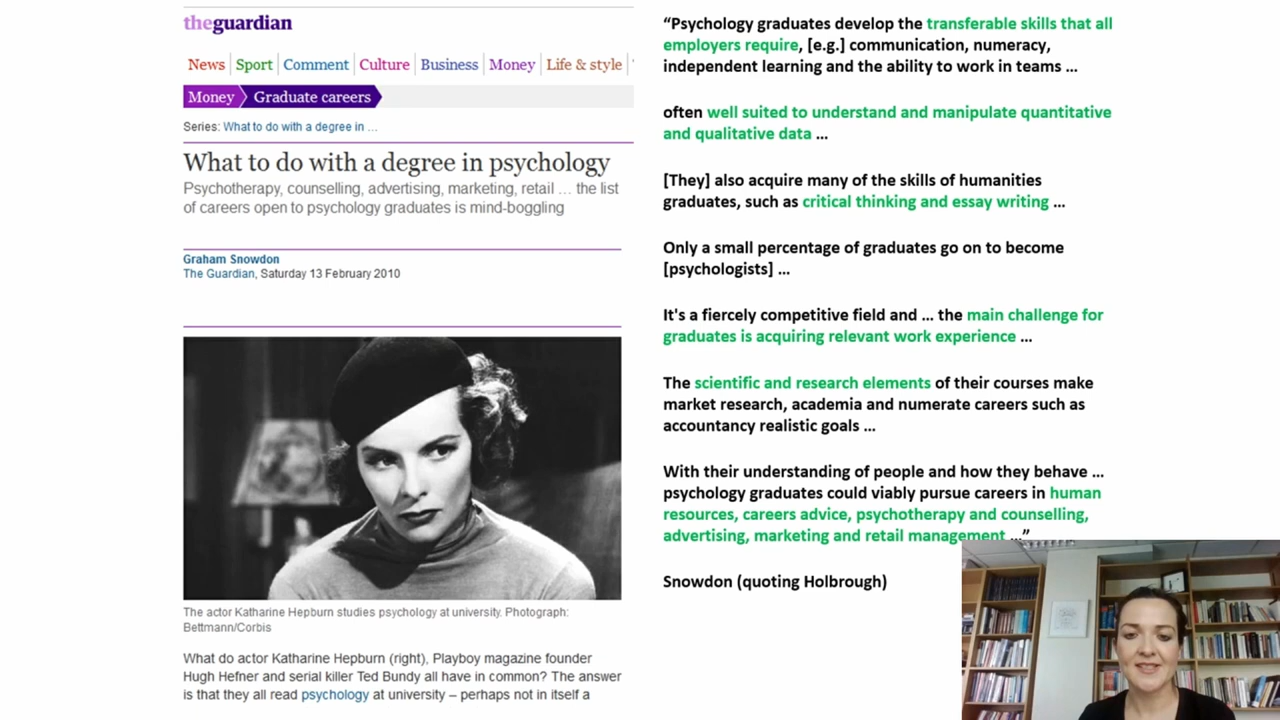 theguardian
News Sport Comment Culture Business Money Life & style
Money Graduate careers
Series: What to do with a degree in ...
What to do with a degree in psychology
Psychotherapy, counselling, advertising, marketing, retail ... the list
of careers open to psychology graduates is mind-boggling
Graham Snowdon
The Guardian, Saturday 13 February 2010
The actor Katharine Hepburn studies psychology at university. Photograph:
Bettmann/Corbis
What do actor Katharine Hepburn (right), Playboy magazine founder
Hugh Hefner and serial killer Ted Bundy all have in common? The answer
is that they all read psychology at university – perhaps not in itself a
“Psychology graduates develop the transferable skills that all
employers require, [e.g.] communication, numeracy,
independent learning and the ability to work in teams ...
often well suited to understand and manipulate quantitative
and qualitative data ...
[They] also acquire many of the skills of humanities
graduates, such as critical thinking and essay writing ...
Only a small percentage of graduates go on to become
[psychologists] ...
It's a fiercely competitive field and ... the main challenge for
graduates is acquiring relevant work experience ...
The scientific and research elements of their courses make
market research, academia and numerate careers such as
accountancy realistic goals ...
With their understanding of people and how they behave ...
psychology graduates could viably pursue careers in human
resources, careers advice, psychotherapy and counselling,
advertising, marketing and retail management ...”
Snowdon (quoting Holbrough)